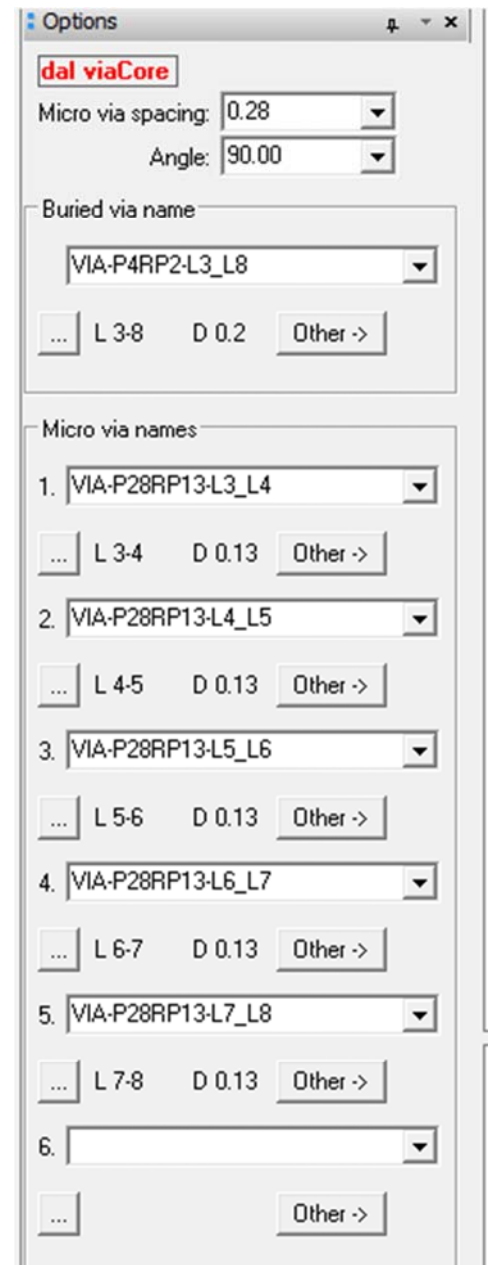 Options
dal viaCore
Micro via spacing: 0.28
Angle: 90.00
Buried via name
VIA-P4RP2-L3_L8
... L 3-8 D 0.2 Other ->
Micro via names
1. VIA-P28RP13-L3_L4
... L 3-4 D 0.13 Other ->
2. VIA-P28RP13-L4_L5
... L 4-5 D 0.13 Other ->
3. VIA-P28RP13-L5_L6
... L 5-6 D 0.13 Other ->
4. VIA-P28RP13-L6_L7
... L 6-7 D 0.13 Other ->
5. VIA-P28RP13-L7_L8
... L 7-8 D 0.13 Other ->
6.
... Other ->